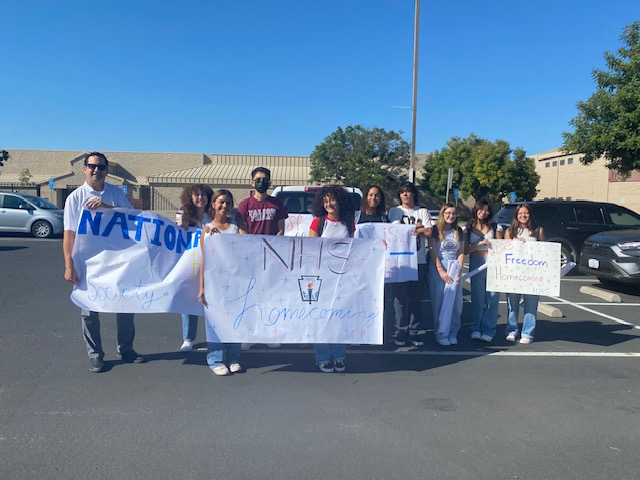 NATION
Society
NHS
Homecoming
Freedom
Homecoming